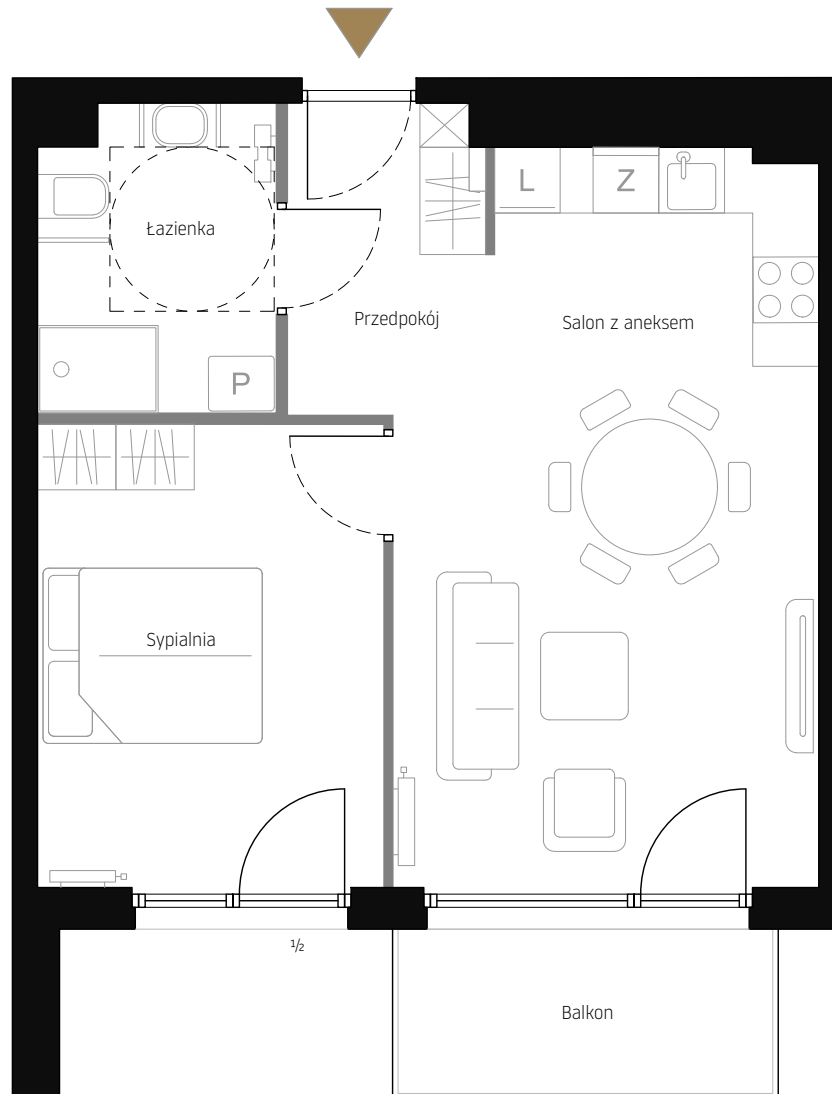 L
Z
Łazienka
Przedpokój
Salon z aneksem
P
Sypialnia
½
Balkon